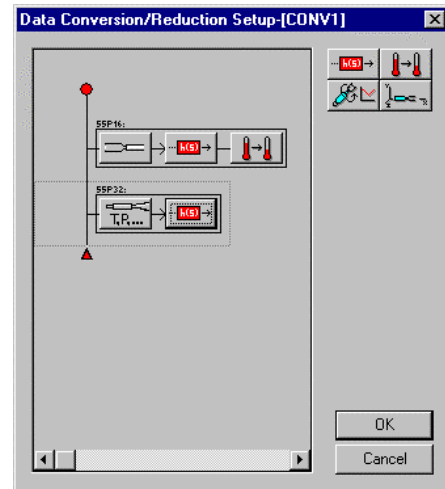 Data Conversion/Reduction Setup-[CONV1]
h(s)
55P16:
h(s)
55P32:
T,P,...
h(s)
OK
Cancel